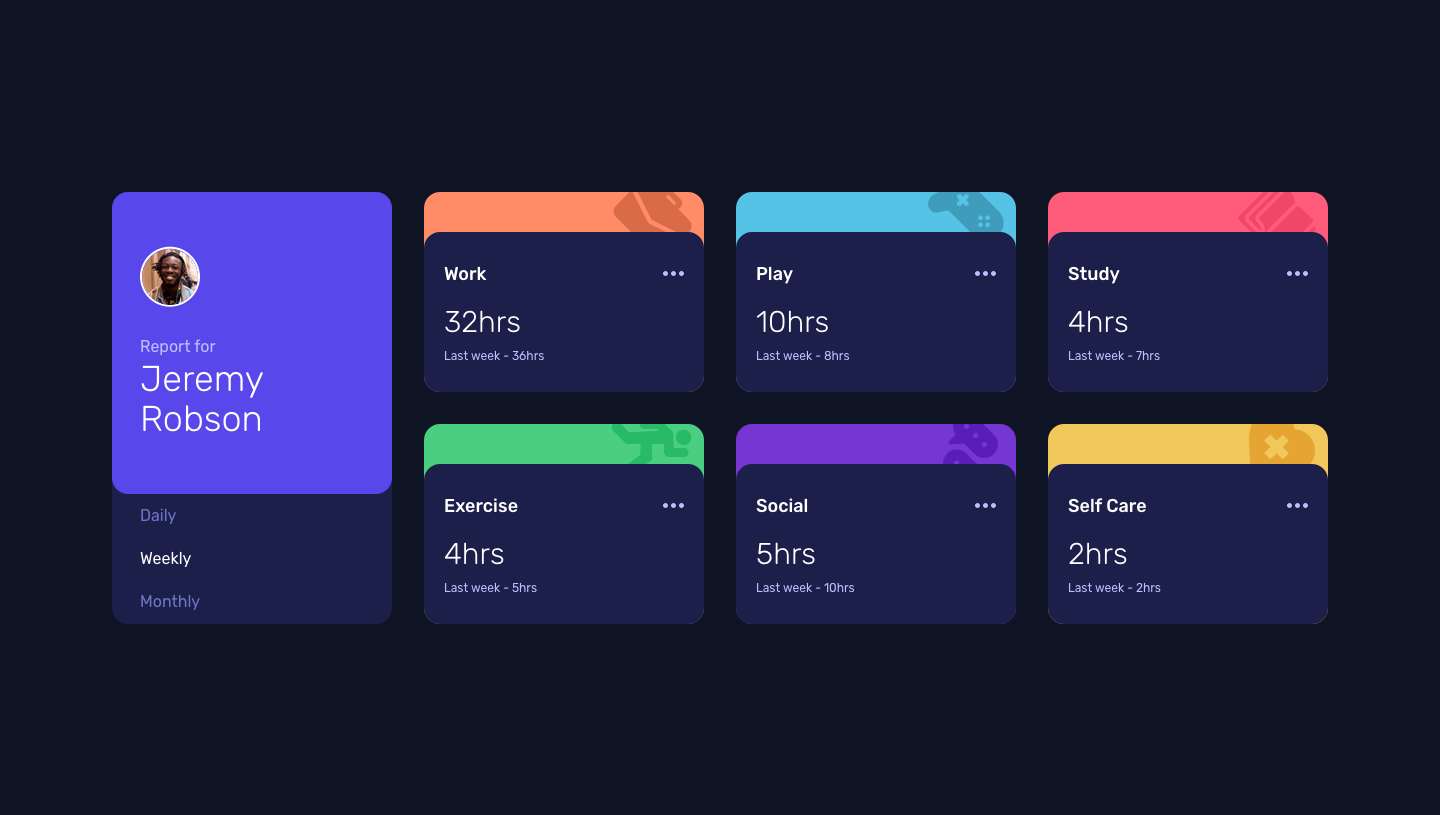 Report for
Jeremy
Robson
Daily
Weekly
Monthly
Work
32hrs
Last week - 36hrs
Play
10hrs
Last week - 8hrs
Study
4hrs
Last week - 7hrs
Exercise
4hrs
Last week - 5hrs
Social
5hrs
Last week - 10hrs
Self Care
2hrs
Last week - 2hrs